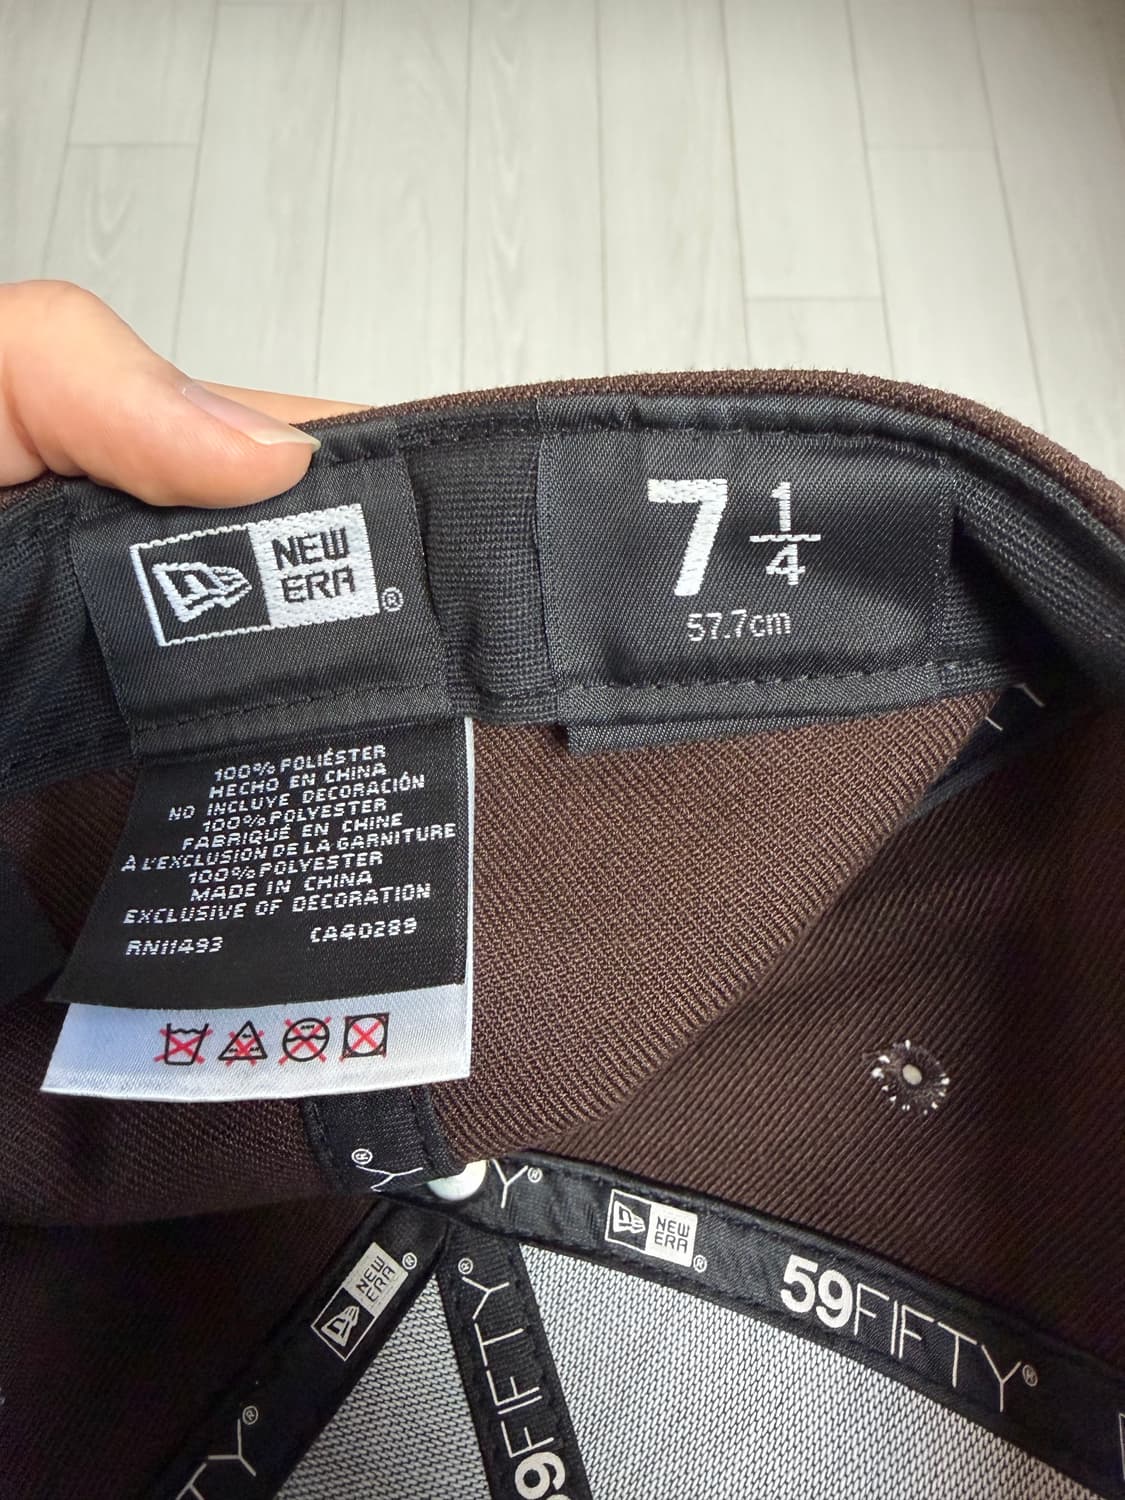 NEW
ERA®
7 1/4
57.7cm
100% POLIÉSTER
HECHO EN CHINA
NO INCLUYE DECORACIÓN
100% POLYESTER
FABRIQUÉ EN CHINE
À L'EXCLUSION DE LA GARNITURE
100% POLYESTER
MADE IN CHINA
EXCLUSIVE OF DECORATION
RN11493 CA40289
Y®
Y®
NEW
ERA®
59FIFTY®
NEW
ERA®
59FIFTY®
TY®
TY